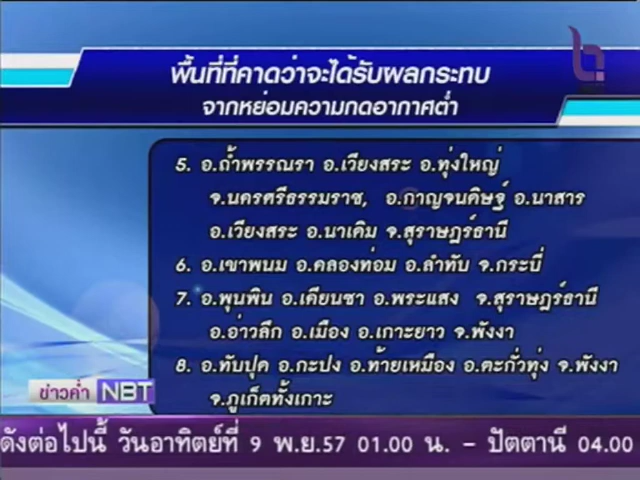 พื้นที่ที่คาดว่าจะได้รับผลกระทบ
จากหย่อมความกดอากาศต่ำ
5. อ.ถ้ำพรรณรา อ.เวียงสระ อ.ทุ่งใหญ่
จ.นครศรีธรรมราช, อ.กาญจนดิษฐ์ อ.นาสาร
อ.เวียงสระ อ.นาเดิม จ.สุราษฎร์ธานี
6. อ.เขาพนม อ.คลองท่อม อ.ลำทับ จ.กระบี่
7. อ.พุนพิน อ.เคียนซา อ.พระแสง จ.สุราษฎร์ธานี
อ.อ่าวลึก อ.เมือง อ.เกาะยาว จ.พังงา
8. อ.ทับปุด อ.กะปง อ.ท้ายเหมือง อ.ตะกั่วทุ่ง จ.พังงา
จ.ภูเก็ตทั้งเกาะ
ข่าวค่ำ NBT
ดังต่อไปนี้ วันอาทิตย์ที่ 9 พ.ย.57 01.00 น. - ปัตตานี 04.00